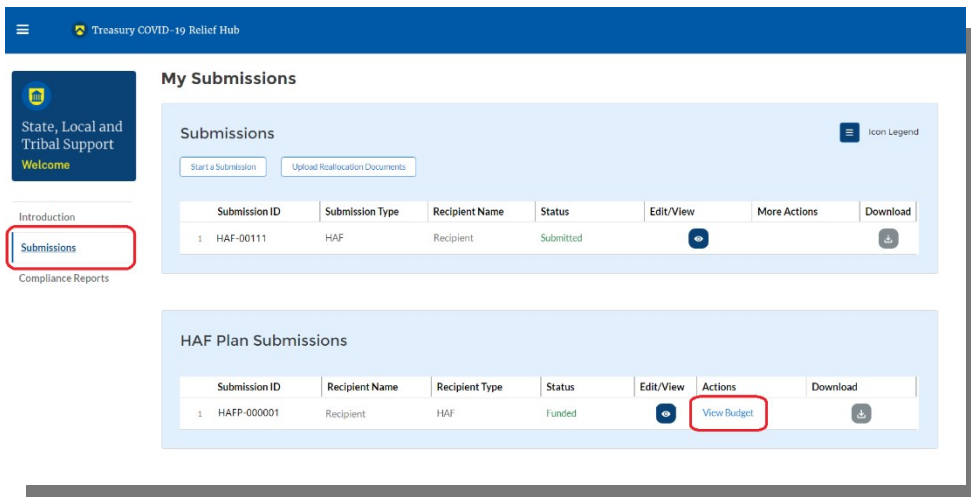 Treasury COVID-19 Relief Hub
State, Local and
Tribal Support
Welcome
Introduction
Submissions
Compliance Reports
My Submissions
Submissions
Icon Legend
Start a Submission Upload Reallocation Documents
Submission ID Submission Type Recipient Name Status Edit/View More Actions Download
1 HAF-00111 HAF Recipient Submitted
HAF Plan Submissions
Submission ID Recipient Name Recipient Type Status Edit/View Actions Download
1 HAFP-000001 Recipient HAF Funded View Budget